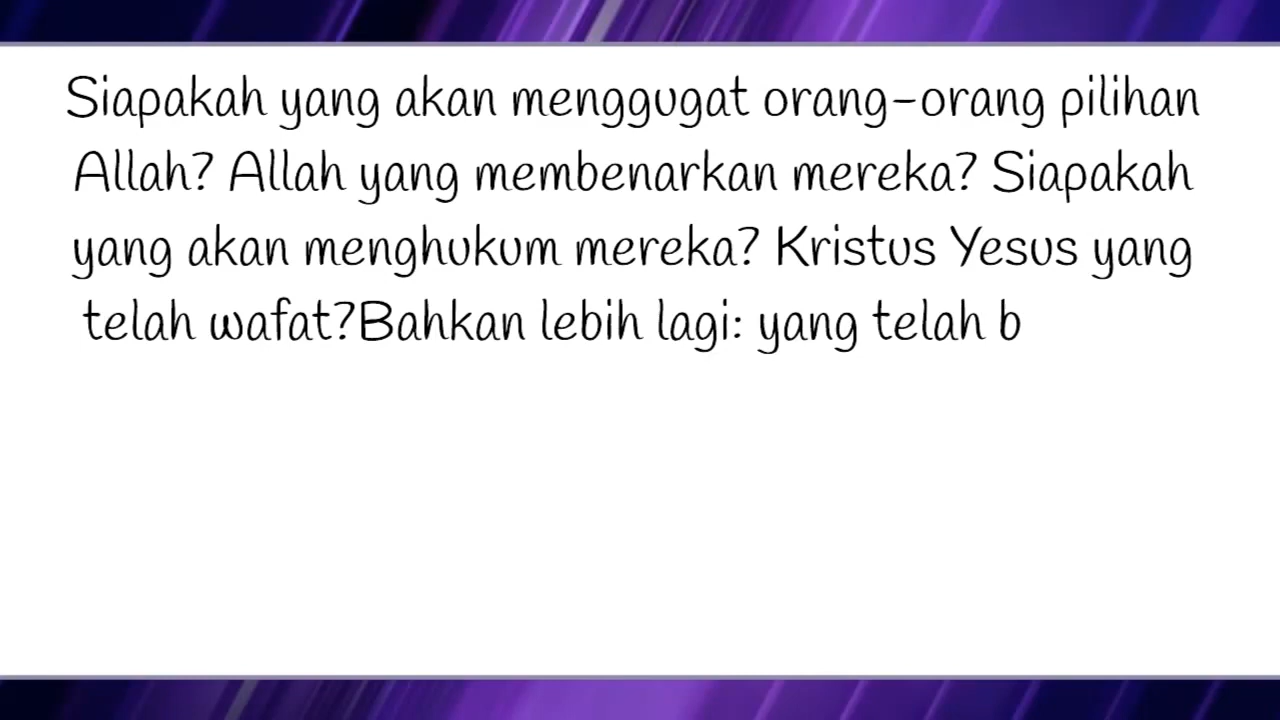 Siapakah yang akan menggugat orang-orang pilihan
Allah? Allah yang membenarkan mereka? Siapakah
yang akan menghukum mereka? Kristus Yesus yang
telah wafat?Bahkan lebih lagi: yang telah b